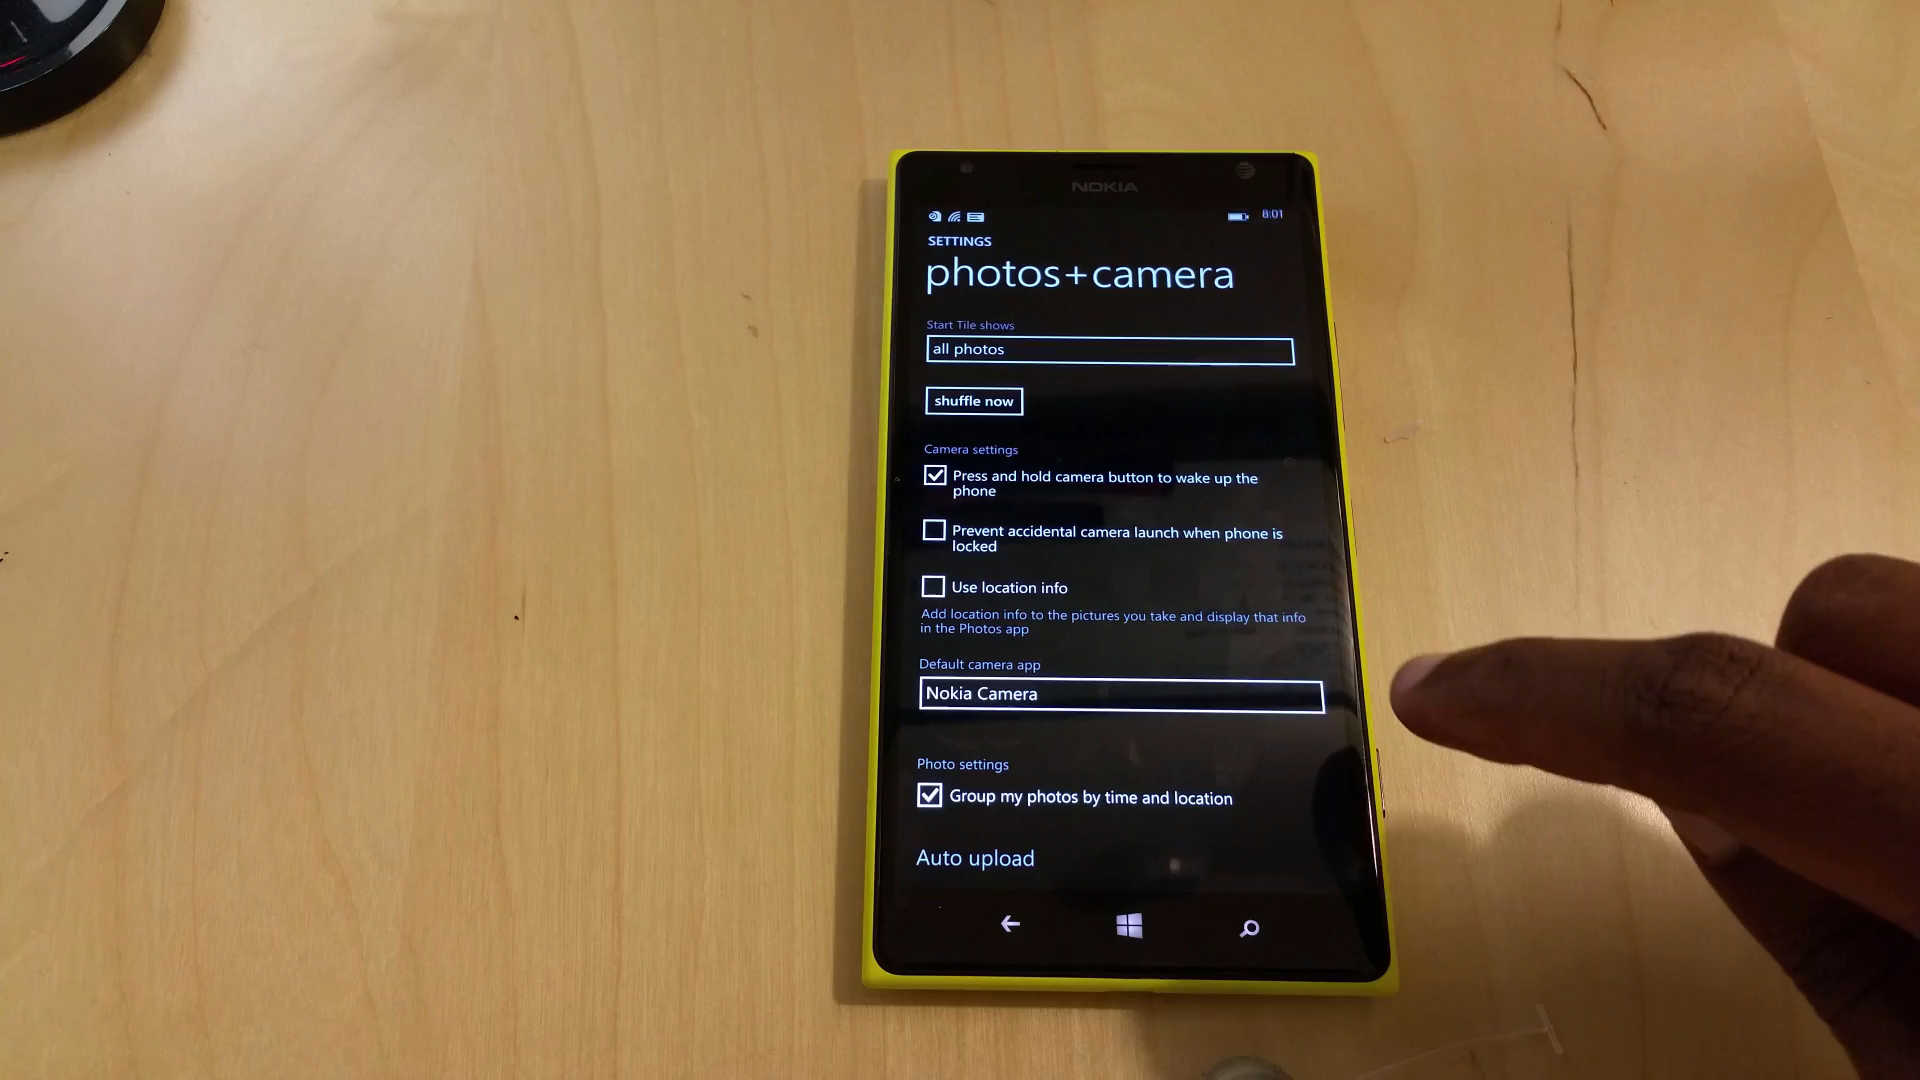 NOKIA
8:01
SETTINGS
photos+camera
Start Tile shows
all photos
shuffle now
Camera settings
Press and hold camera button to wake up the
phone
Prevent accidental camera launch when phone is
locked
Use location info
Add location info to the pictures you take and display that info
in the Photos app
Default camera app
Nokia Camera
Photo settings
Group my photos by time and location
Auto upload